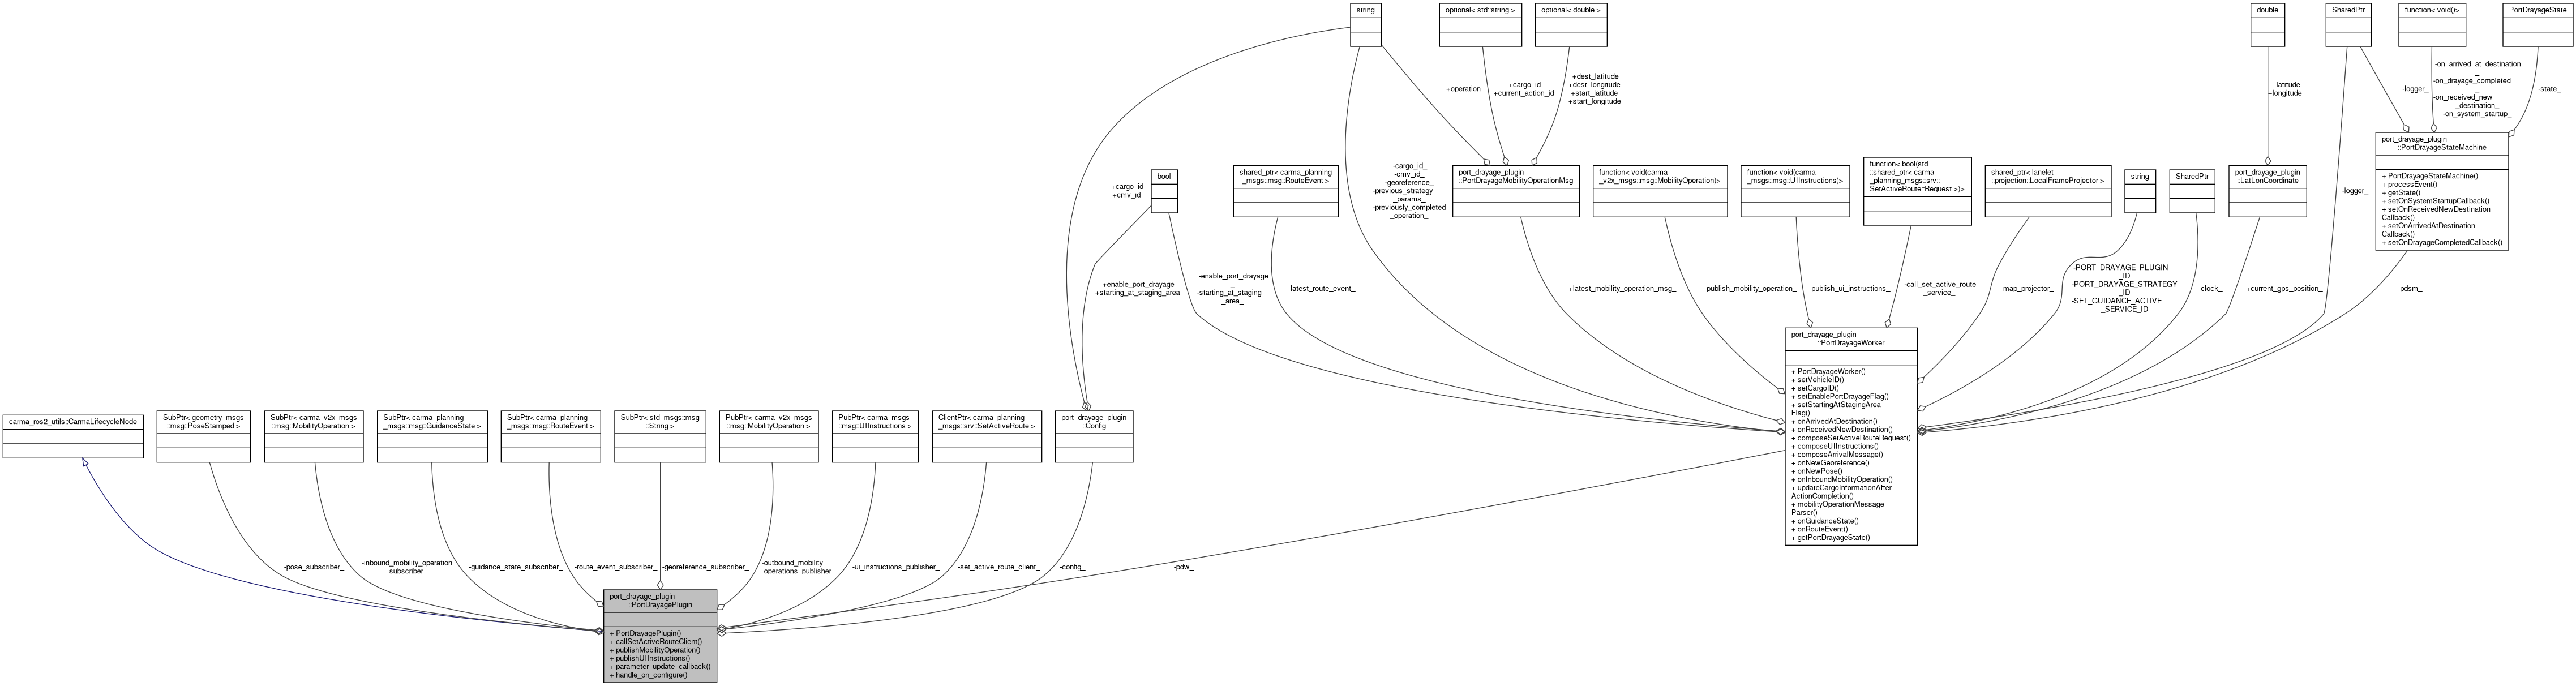 string
optional< std::string >
optional< double >
double
SharedPtr
function< void()>
PortDrayageState
+operation
+cargo_id
+current_action_id
+dest_latitude
+dest_longitude
+start_latitude
+start_longitude
+latitude
+longitude
-logger_
-on_arrived_at_destination
_
-on_drayage_completed
_
-on_received_new
_destination_
-on_system_startup_
-state_
port_drayage_plugin
::PortDrayageStateMachine
+ PortDrayageStateMachine()
+ processEvent()
+ getState()
+ setOnSystemStartupCallback()
+ setOnReceivedNewDestination
Callback()
+ setOnArrivedAtDestination
Callback()
+ setOnDrayageCompletedCallback()
+cargo_id
+cmv_id
bool
shared_ptr< carma_planning
_msgs::msg::RouteEvent >
-cargo_id_
-cmv_id_
-georeference_
-previous_strategy
_params_
-previously_completed
_operation_
port_drayage_plugin
::PortDrayageMobilityOperationMsg
function< void(carma
_v2x_msgs::msg::MobilityOperation)>
function< void(carma
_msgs::msg::UIInstructions)>
function< bool(std
::shared_ptr< carma
_planning_msgs::srv::
SetActiveRoute::Request >)>
shared_ptr< lanelet
::projection::LocalFrameProjector >
string
SharedPtr
port_drayage_plugin
::LatLonCoordinate
-logger_
+enable_port_drayage
+starting_at_staging_area
-enable_port_drayage
_
-starting_at_staging
_area_
-latest_route_event_
+latest_mobility_operation_msg_
-publish_mobility_operation_
-publish_ui_instructions_
-call_set_active_route
_service_
-map_projector_
-PORT_DRAYAGE_PLUGIN
_ID
-PORT_DRAYAGE_STRATEGY
_ID
-SET_GUIDANCE_ACTIVE
_SERVICE_ID
-clock_
+current_gps_position_
-pdsm_
port_drayage_plugin
::PortDrayageWorker
+ PortDrayageWorker()
+ setVehicleID()
+ setCargoID()
+ setEnablePortDrayageFlag()
+ setStartingAtStagingArea
Flag()
+ onArrivedAtDestination()
+ onReceivedNewDestination()
+ composeSetActiveRouteRequest()
+ composeUIInstructions()
+ composeArrivalMessage()
+ onNewGeoreference()
+ onNewPose()
+ onInboundMobilityOperation()
+ updateCargoInformationAfter
ActionCompletion()
+ mobilityOperationMessage
Parser()
+ onGuidanceState()
+ onRouteEvent()
+ getPortDrayageState()
carma_ros2_utils::CarmaLifecycleNode
SubPtr< geometry_msgs
::msg::PoseStamped >
SubPtr< carma_v2x_msgs
::msg::MobilityOperation >
SubPtr< carma_planning
_msgs::msg::GuidanceState >
SubPtr< carma_planning
_msgs::msg::RouteEvent >
SubPtr< std_msgs::msg
::String >
PubPtr< carma_v2x_msgs
::msg::MobilityOperation >
PubPtr< carma_msgs
::msg::UIInstructions >
ClientPtr< carma_planning
_msgs::srv::SetActiveRoute >
port_drayage_plugin
::Config
-pose_subscriber_
-inbound_mobility_operation
_subscriber_
-guidance_state_subscriber_
-route_event_subscriber_
-georeference_subscriber_
-outbound_mobility
_operations_publisher_
-ui_instructions_publisher_
-set_active_route_client_
-config_
-pdw_
port_drayage_plugin
::PortDrayagePlugin
+ PortDrayagePlugin()
+ callSetActiveRouteClient()
+ publishMobilityOperation()
+ publishUIInstructions()
+ parameter_update_callback()
+ handle_on_configure()